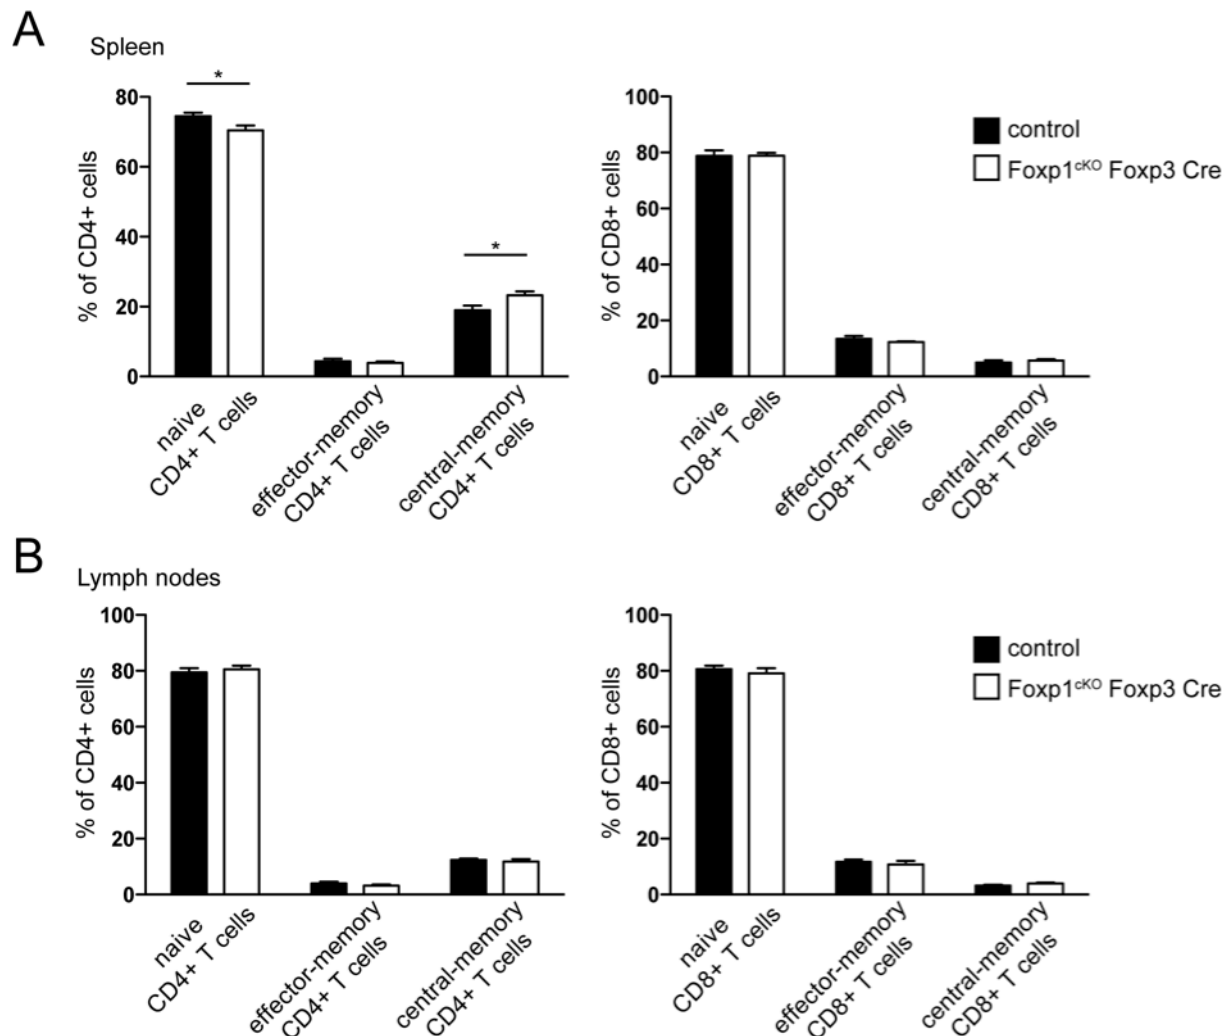 A
Spleen
*
*
% of CD4+ cells
80
60
40
20
0
naive
CD4+ T cells
effector-memory
CD4+ T cells
central-memory
CD4+ T cells
% of CD8+ cells
100
80
60
40
20
0
naive
CD8+ T cells
effector-memory
CD8+ T cells
central-memory
CD8+ T cells
control
Foxp1cKO Foxp3 Cre
B
Lymph nodes
% of CD4+ cells
100
80
60
40
20
0
naive
CD4+ T cells
effector-memory
CD4+ T cells
central-memory
CD4+ T cells
% of CD8+ cells
100
80
60
40
20
0
naive
CD8+ T cells
effector-memory
CD8+ T cells
central-memory
CD8+ T cells
control
Foxp1cKO Foxp3 Cre